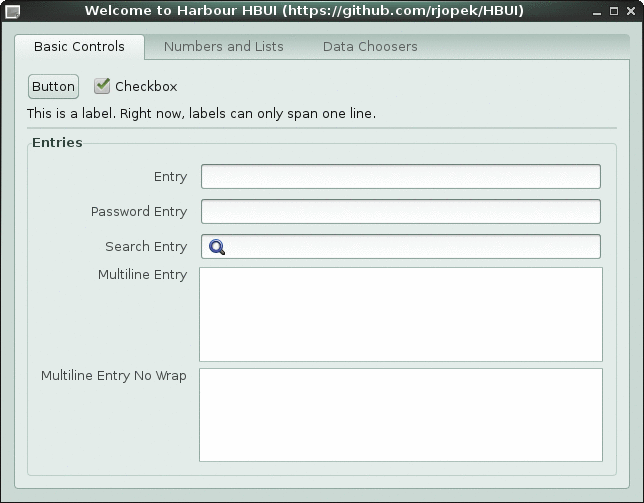 Welcome to Harbour HBUI (https://github.com/rjopek/HBUI)
Basic Controls Numbers and Lists Data Choosers
Button Checkbox
This is a label. Right now, labels can only span one line.
Entries
Entry
Password Entry
Search Entry
Multiline Entry
Multiline Entry No Wrap